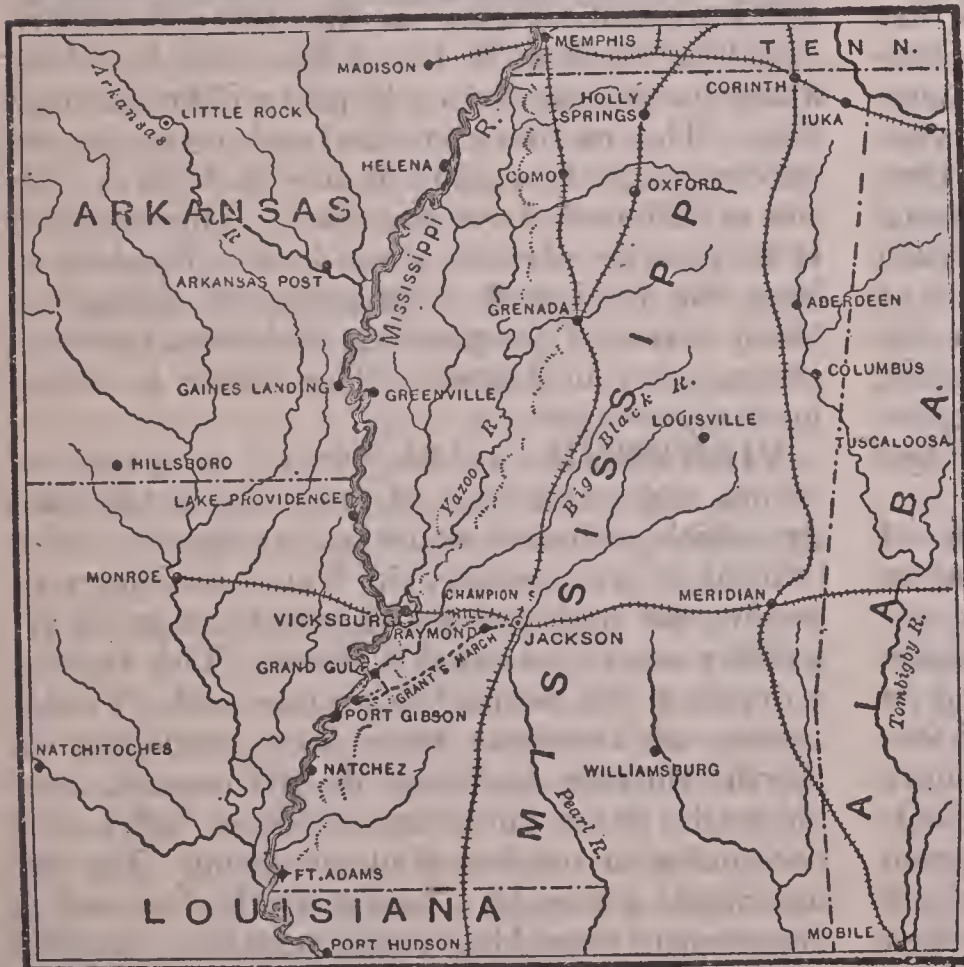 MEMPHIS
TENN.
MADISON
CORINTH
Arkansas
LITTLE ROCK
HOLLY
SPRINGS
IUKA
R.
HELENA
COMO
OXFORD
ARKANSAS
R
ARKANSAS POST
Mississippi
GRENADA
ABERDEEN
GAINES LANDING
GREENVILLE
COLUMBUS
Big Black R.
LOUISVILLE
TUSCALOOSA
HILLSBORO
Yazoo R.
LAKE PROVIDENCE
MONROE
CHAMPION
HILL
MERIDIAN
VICKSBURG
RAYMOND
JACKSON
GRAND GULF
GRANT'S MARCH
PORT GIBSON
Tombigby R.
NATCHITOCHES
NATCHEZ
WILLIAMSBURG
MISSISSIPPI
ALABA.
Pearl R.
FT. ADAMS
LOUISIANA
MOBILE
PORT HUDSON